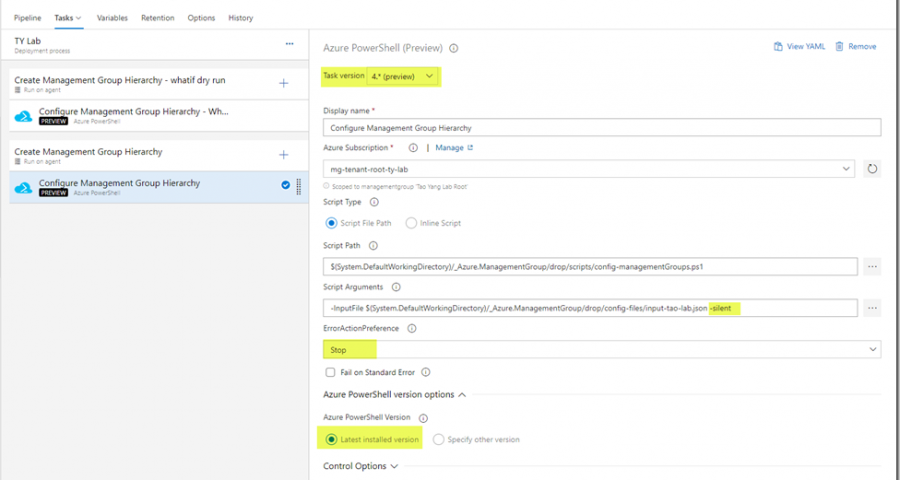 Pipeline Tasks Variables Retention Options History
TY Lab
Deployment process
Create Management Group Hierarchy - whatif dry run
Run on agent
Configure Management Group Hierarchy - Wh...
PREVIEW Azure PowerShell
Create Management Group Hierarchy
Run on agent
Configure Management Group Hierarchy
PREVIEW Azure PowerShell
Azure PowerShell (Preview)
View YAML Remove
Task version 4.* (preview)
Display name *
Configure Management Group Hierarchy
Azure Subscription * | Manage
mg-tenant-root-ty-lab
Scoped to managementgroup 'Tao Yang Lab Root'
Script Type
Script File Path Inline Script
Script Path
$(System.DefaultWorkingDirectory)/_Azure.ManagementGroup/drop/scripts/config-managementGroups.ps1
Script Arguments
-InputFile $(System.DefaultWorkingDirectory)/_Azure.ManagementGroup/drop/config-files/input-tao-lab.json -silent
ErrorActionPreference
Stop
Fail on Standard Error
Azure PowerShell version options
Azure PowerShell Version
Latest installed version Specify other version
Control Options